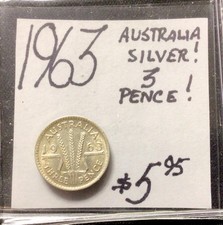 1963
AUSTRALIA
SILVER!
3
PENCE!
AUSTRALIA
19 63
THREE PENCE
$5.95